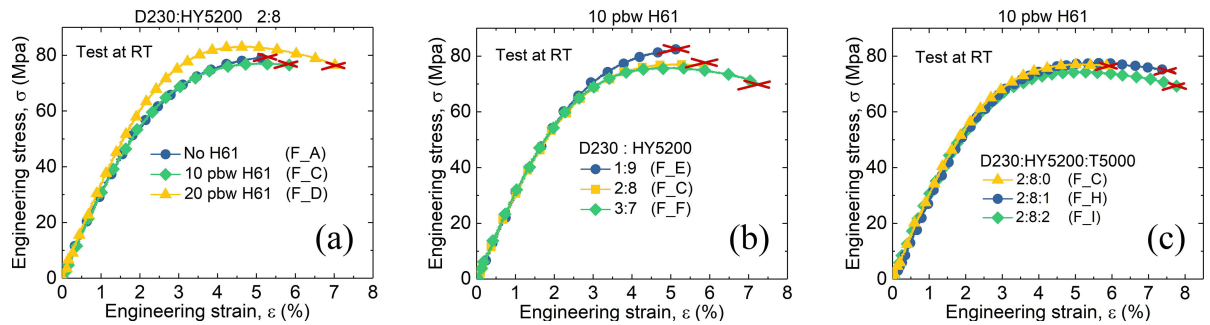 D230:HY5200 2:8
Test at RT
No H61 (F_A)
10 pbw H61 (F_C)
20 pbw H61 (F_D)
(a)
Engineering stress, σ (Mpa)
0
20
40
60
80
0 1 2 3 4 5 6 7 8
Engineering strain, ε (%)
10 pbw H61
Test at RT
D230 : HY5200
1:9 (F_E)
2:8 (F_C)
3:7 (F_F)
(b)
Engineering stress, σ (Mpa)
0
20
40
60
80
0 1 2 3 4 5 6 7 8
Engineering strain, ε (%)
10 pbw H61
Test at RT
D230:HY5200:T5000
2:8:0 (F_C)
2:8:1 (F_H)
2:8:2 (F_I)
(c)
Engineering stress, σ (Mpa)
0
20
40
60
80
0 1 2 3 4 5 6 7 8
Engineering strain, ε (%)